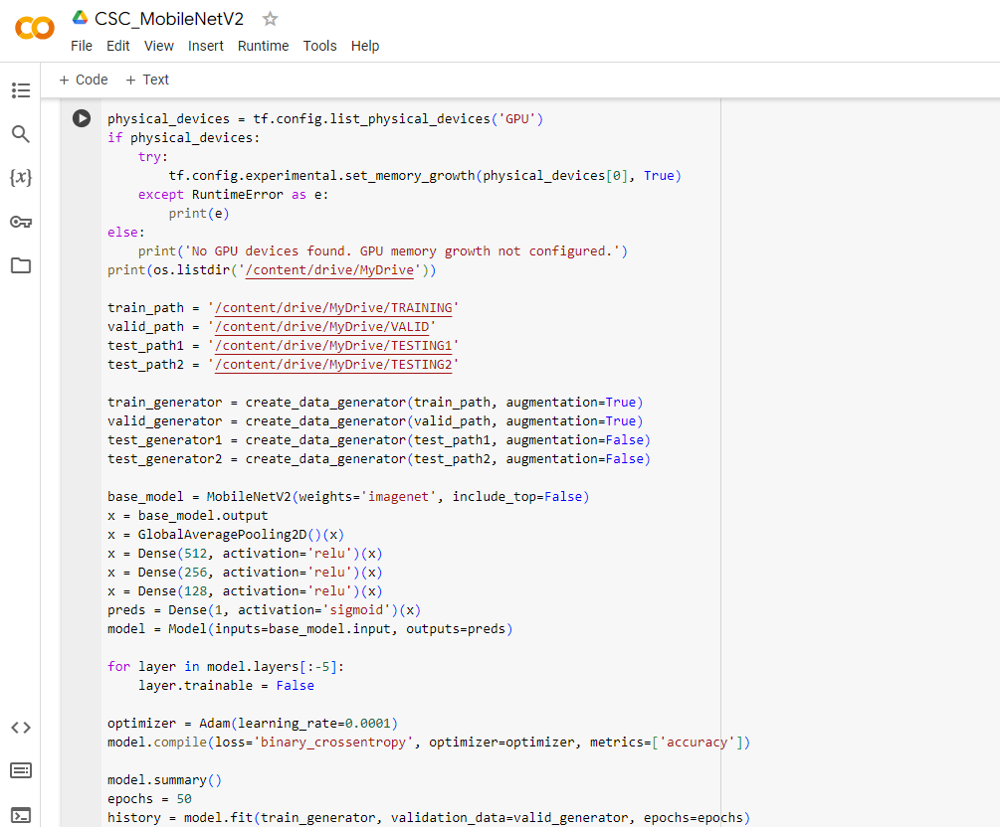 CSC_MobileNetV2
File Edit View Insert Runtime Tools Help
+ Code + Text
physical_devices = tf.config.list_physical_devices('GPU')
if physical_devices:
    try:
        tf.config.experimental.set_memory_growth(physical_devices[0], True)
    except RuntimeError as e:
        print(e)
else:
    print('No GPU devices found. GPU memory growth not configured.')
print(os.listdir('/content/drive/MyDrive'))
train_path = '/content/drive/MyDrive/TRAINING'
valid_path = '/content/drive/MyDrive/VALID'
test_path1 = '/content/drive/MyDrive/TESTING1'
test_path2 = '/content/drive/MyDrive/TESTING2'
train_generator = create_data_generator(train_path, augmentation=True)
valid_generator = create_data_generator(valid_path, augmentation=True)
test_generator1 = create_data_generator(test_path1, augmentation=False)
test_generator2 = create_data_generator(test_path2, augmentation=False)
base_model = MobileNetV2(weights='imagenet', include_top=False)
x = base_model.output
x = GlobalAveragePooling2D()(x)
x = Dense(512, activation='relu')(x)
x = Dense(256, activation='relu')(x)
x = Dense(128, activation='relu')(x)
preds = Dense(1, activation='sigmoid')(x)
model = Model(inputs=base_model.input, outputs=preds)
for layer in model.layers[:-5]:
    layer.trainable = False
optimizer = Adam(learning_rate=0.0001)
model.compile(loss='binary_crossentropy', optimizer=optimizer, metrics=['accuracy'])
model.summary()
epochs = 50
history = model.fit(train_generator, validation_data=valid_generator, epochs=epochs)